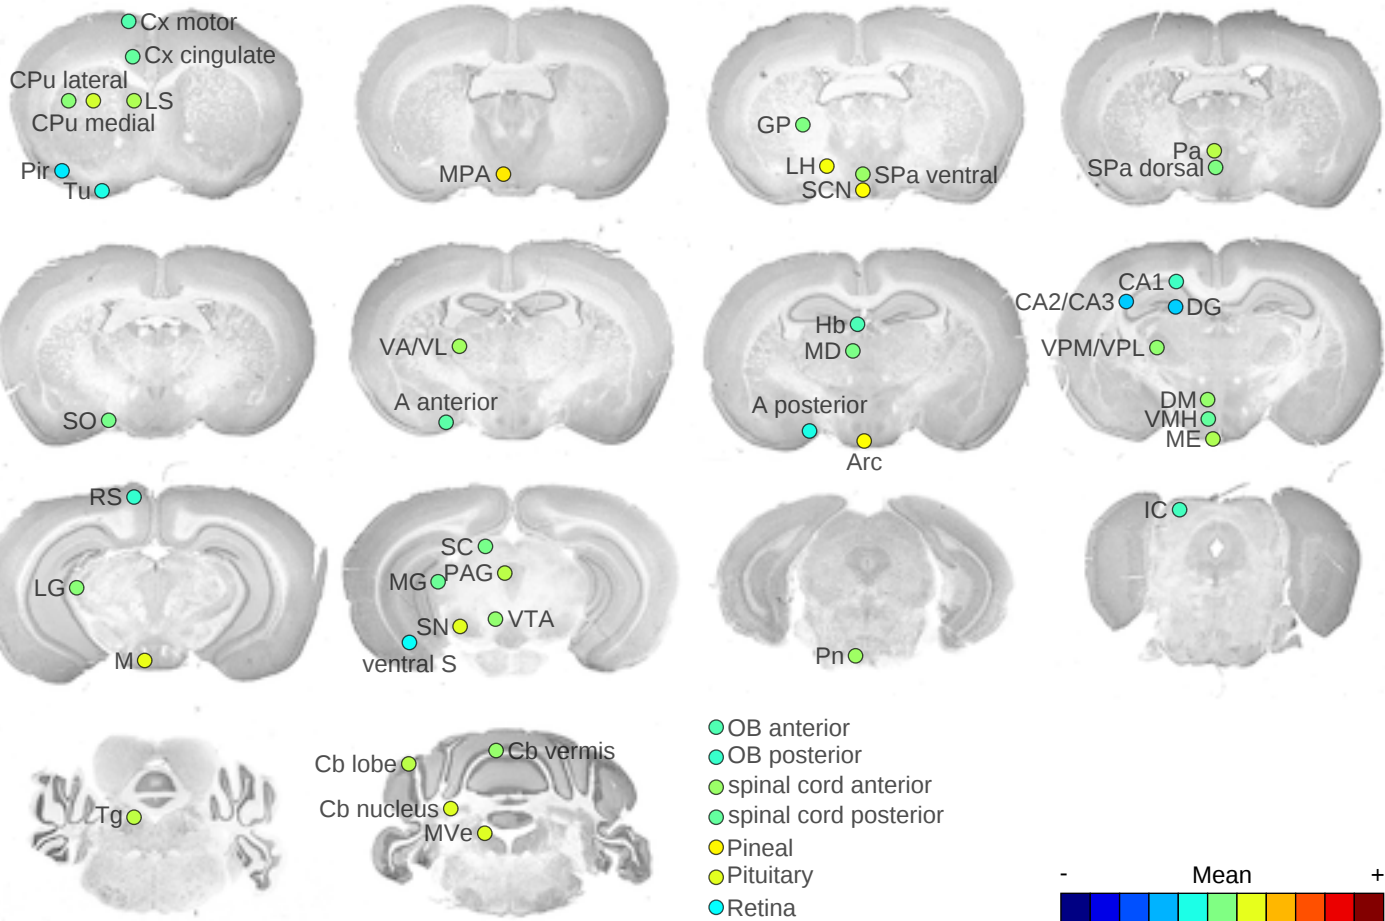 Cx motor
Cx cingulate
CPu lateral
LS
CPu medial
Pir
Tu
MPA
GP
LH
SPa ventral
SCN
Pa
SPa dorsal
SO
VA/VL
A anterior
Hb
MD
A posterior
Arc
CA1
CA2/CA3
DG
VPM/VPL
DM
VMH
ME
RS
LG
M
SC
MG
PAG
SN
VTA
ventral S
Pn
IC
Tg
Cb lobe
Cb vermis
Cb nucleus
MVe
OB anterior
OB posterior
spinal cord anterior
spinal cord posterior
Pineal
Pituitary
Retina
- Mean +